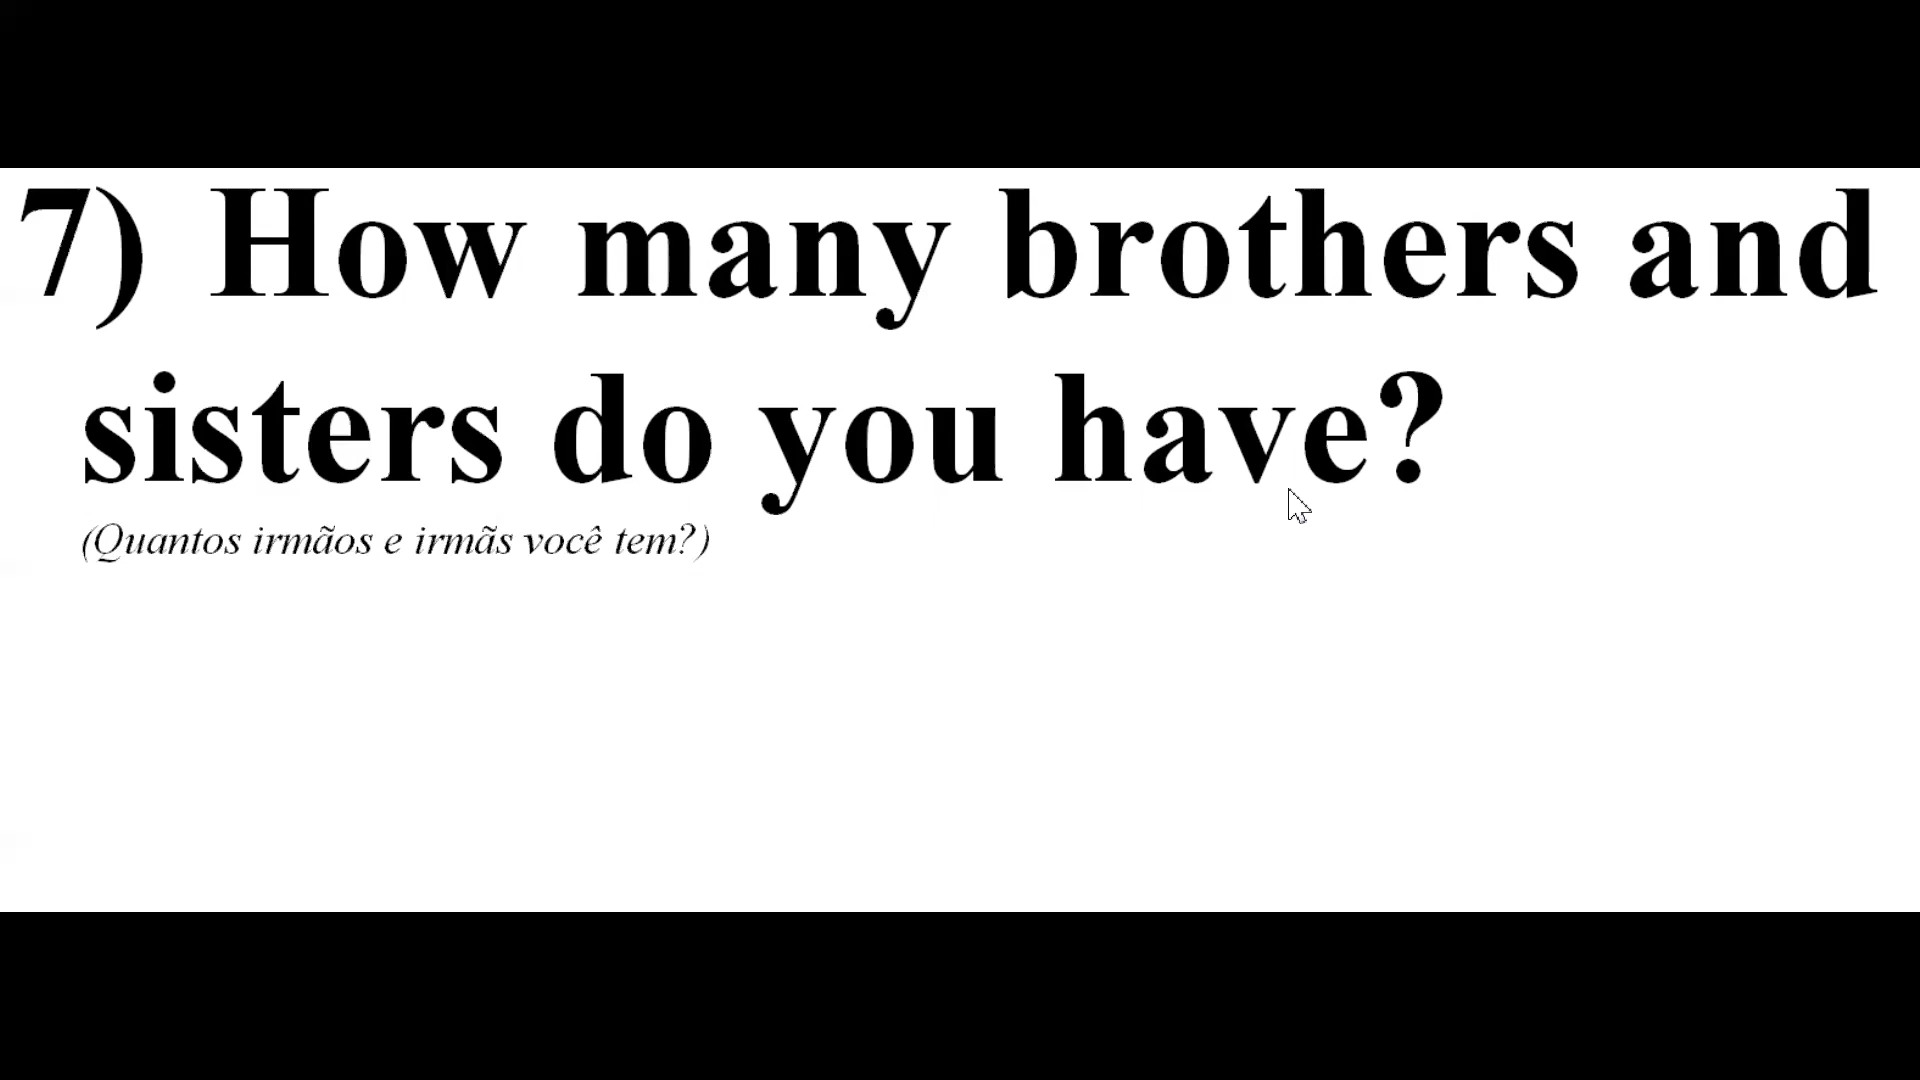 7) How many brothers and
sisters do you have?
(Quantos irmãos e irmãs você tem?)